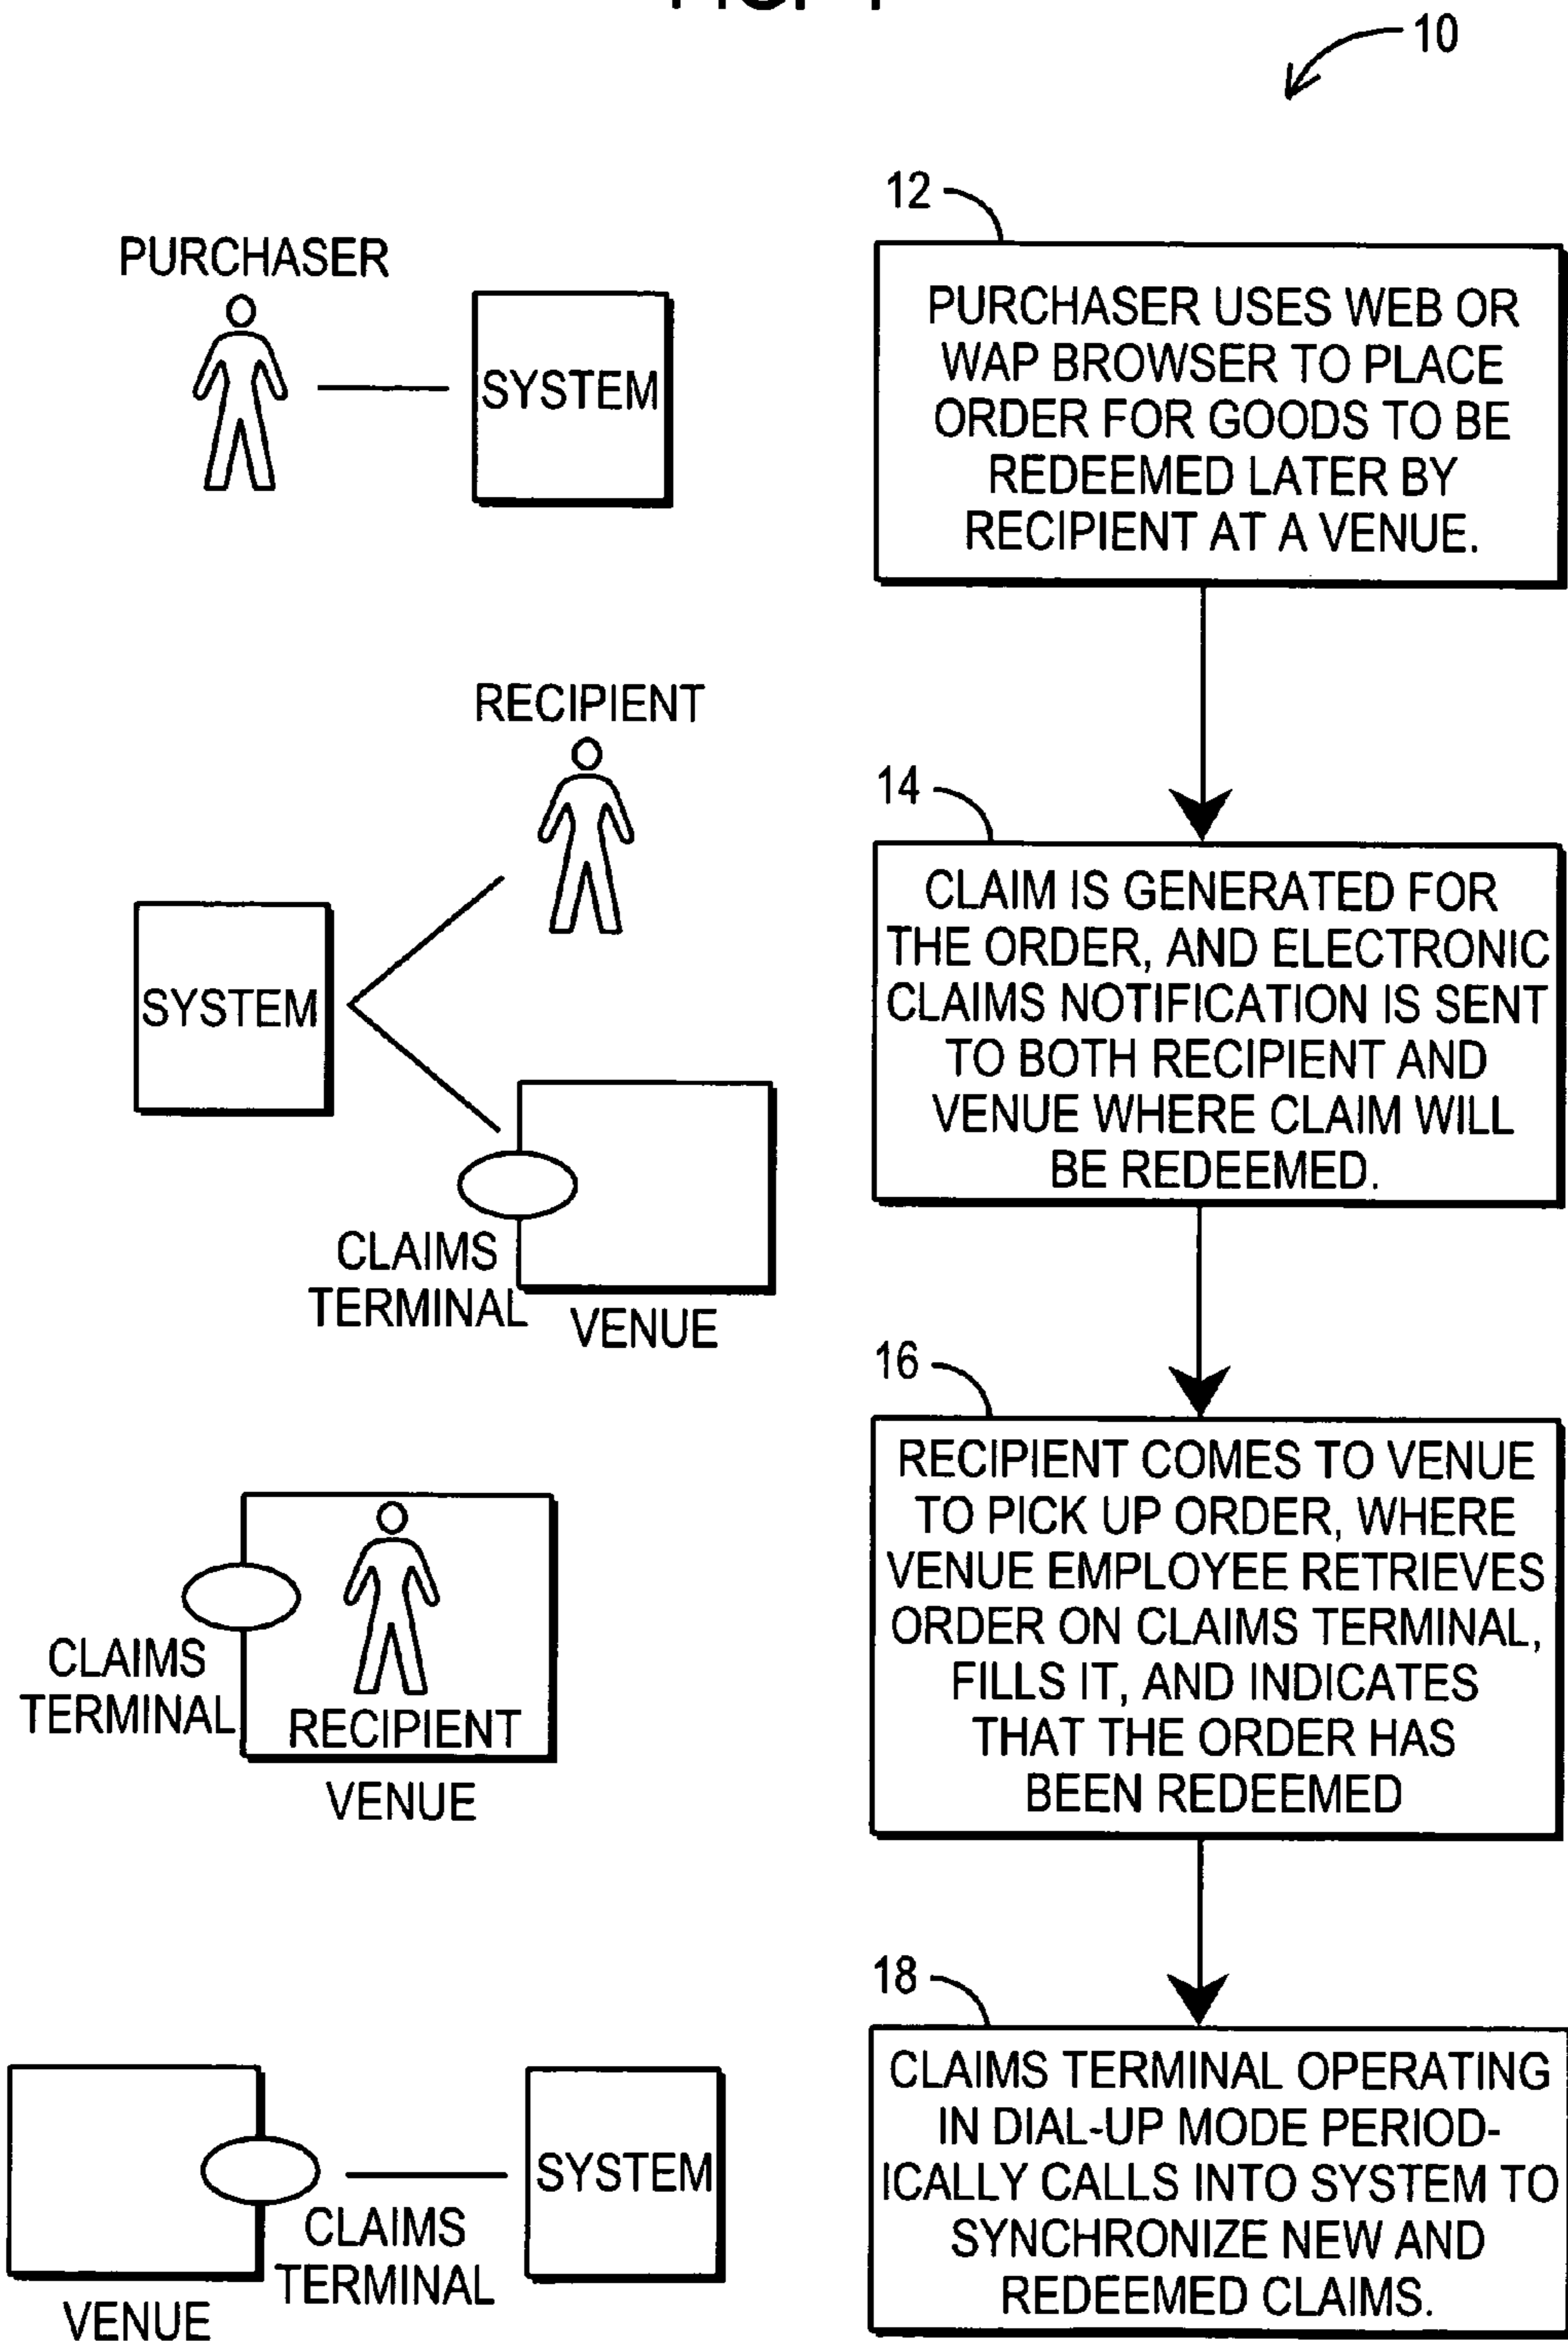 10
12
PURCHASER
SYSTEM
PURCHASER USES WEB OR
WAP BROWSER TO PLACE
ORDER FOR GOODS TO BE
REDEEMED LATER BY
RECIPIENT AT A VENUE.
RECIPIENT
SYSTEM
CLAIMS
TERMINAL
VENUE
14
CLAIM IS GENERATED FOR
THE ORDER, AND ELECTRONIC
CLAIMS NOTIFICATION IS SENT
TO BOTH RECIPIENT AND
VENUE WHERE CLAIM WILL
BE REDEEMED.
CLAIMS
TERMINAL
RECIPIENT
VENUE
16
RECIPIENT COMES TO VENUE
TO PICK UP ORDER, WHERE
VENUE EMPLOYEE RETRIEVES
ORDER ON CLAIMS TERMINAL,
FILLS IT, AND INDICATES
THAT THE ORDER HAS
BEEN REDEEMED
VENUE
CLAIMS
TERMINAL
SYSTEM
18
CLAIMS TERMINAL OPERATING
IN DIAL-UP MODE PERIOD-
ICALLY CALLS INTO SYSTEM TO
SYNCHRONIZE NEW AND
REDEEMED CLAIMS.